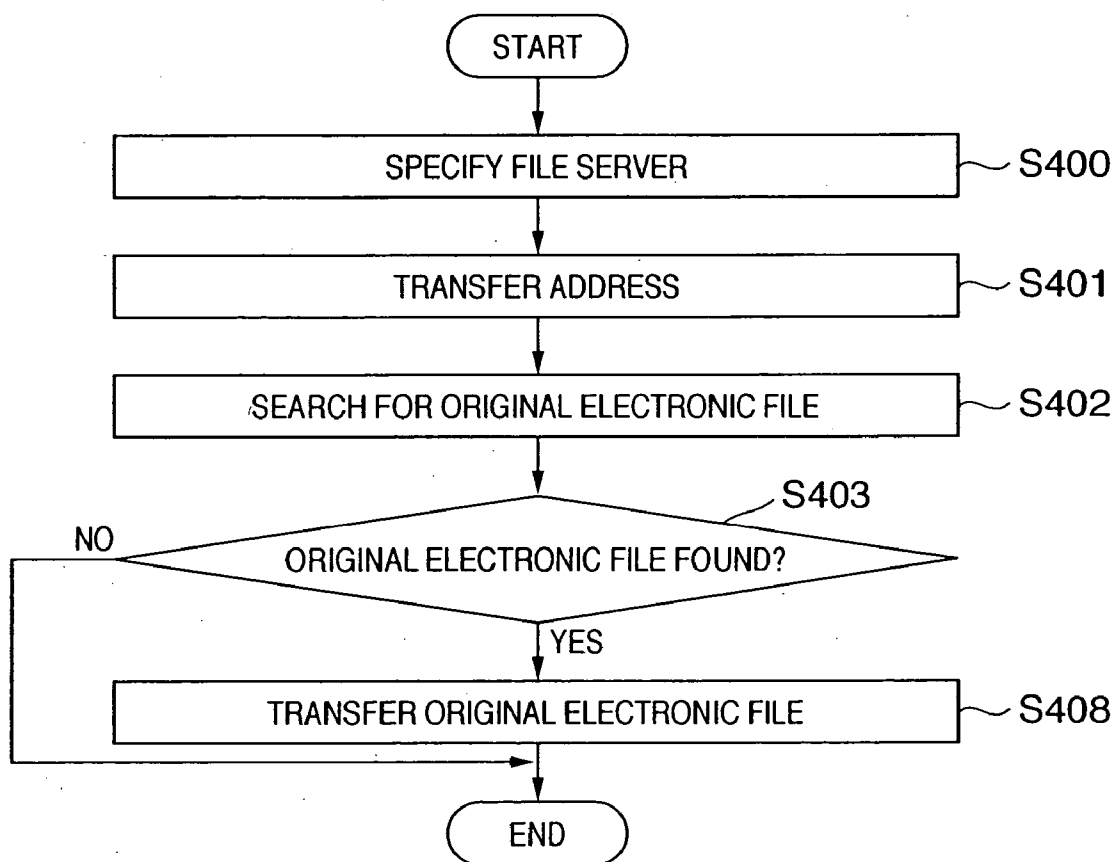 START
SPECIFY FILE SERVER
S400
TRANSFER ADDRESS
S401
SEARCH FOR ORIGINAL ELECTRONIC FILE
S402
S403
NO
ORIGINAL ELECTRONIC FILE FOUND?
YES
TRANSFER ORIGINAL ELECTRONIC FILE
S408
END